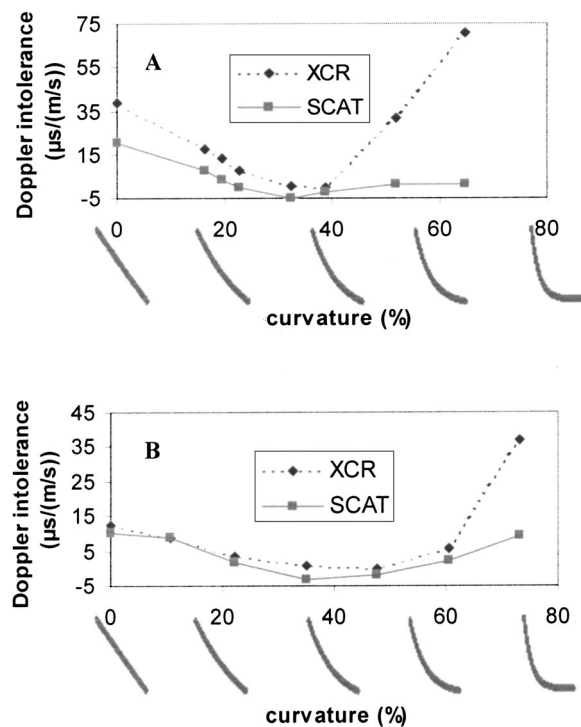 75
55
35
15
-5
Doppler intolerance
(µs/(m/s))
A
XCR
SCAT
0 20 40 60 80
curvature (%)
45
35
25
15
5
-5
Doppler intolerance
(µs/(m/s))
B
XCR
SCAT
0 20 40 60 80
curvature (%)